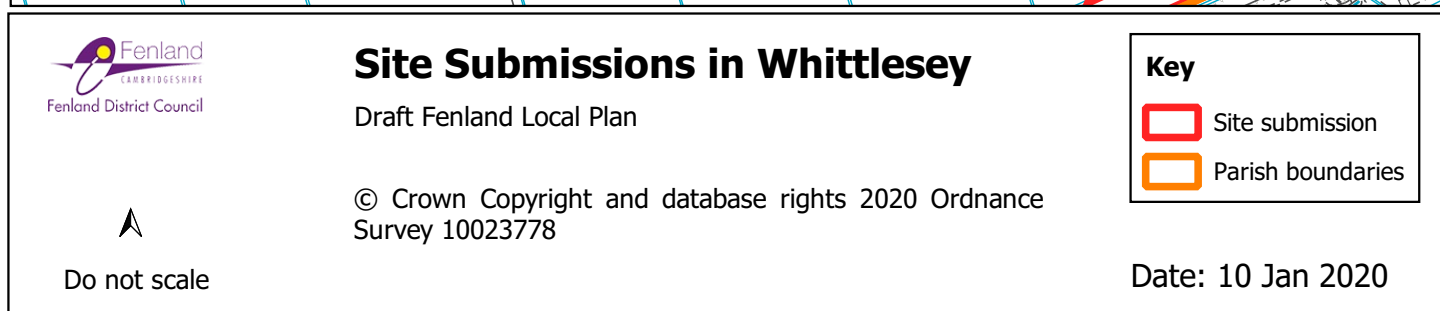 Fenland
CAMBRIDGESHIRE
Fenland District Council
Do not scale
Site Submissions in Whittlesey
Draft Fenland Local Plan
© Crown Copyright and database rights 2020 Ordnance
Survey 10023778
Key
Site submission
Parish boundaries
Date: 10 Jan 2020